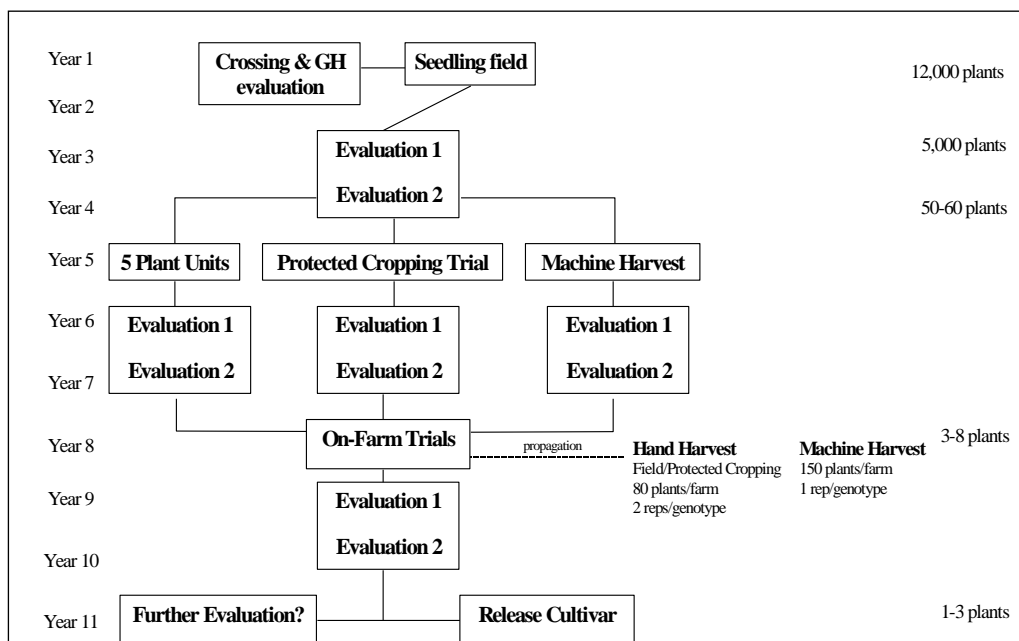 Year 1
Crossing & GH
evaluation
Seedling field
12,000 plants
Year 2
Year 3
Evaluation 1
5,000 plants
Evaluation 2
Year 4
50-60 plants
Year 5
5 Plant Units
Protected Cropping Trial
Machine Harvest
Year 6
Evaluation 1
Evaluation 1
Evaluation 1
Year 7
Evaluation 2
Evaluation 2
Evaluation 2
Year 8
On-Farm Trials
propagation
3-8 plants
Hand Harvest
Field/Protected Cropping
80 plants/farm
2 reps/genotype
Machine Harvest
150 plants/farm
1 rep/genotype
Year 9
Evaluation 1
Evaluation 2
Year 10
Year 11
Further Evaluation?
Release Cultivar
1-3 plants